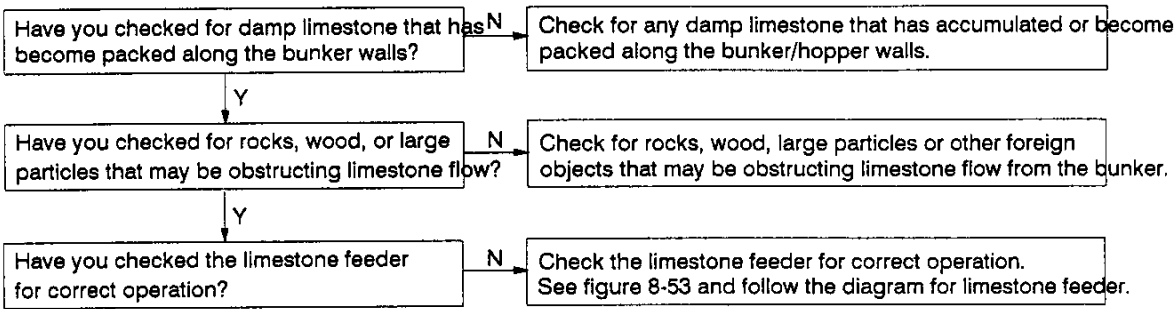 Have you checked for damp limestone that has
become packed along the bunker walls?
N
Check for any damp limestone that has accumulated or become
packed along the bunker/hopper walls.
Y
Have you checked for rocks, wood, or large
particles that may be obstructing limestone flow?
N
Check for rocks, wood, large particles or other foreign
objects that may be obstructing limestone flow from the bunker.
Y
Have you checked the limestone feeder
for correct operation?
N
Check the limestone feeder for correct operation.
See figure 8-53 and follow the diagram for limestone feeder.